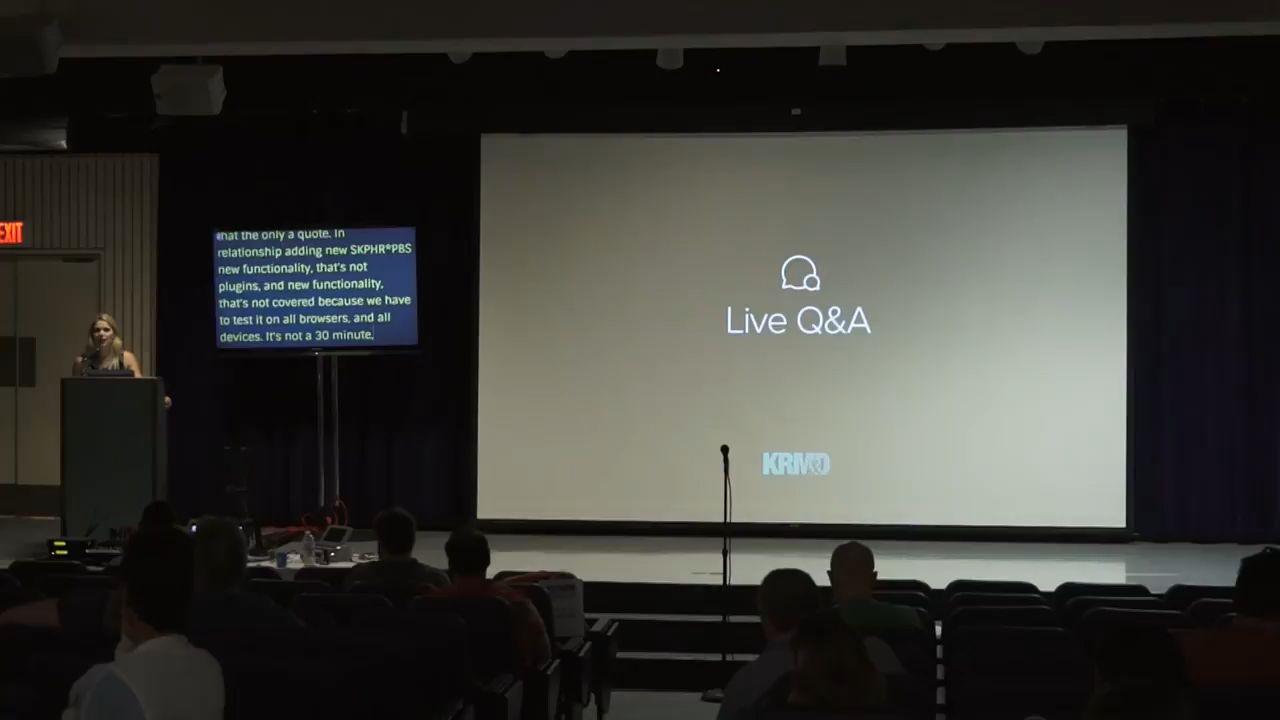 EXIT
that the only a quote. In
relationship adding new SKPHR*PBS
new functionality, that's not
plugins, and new functionality,
that's not covered because we have
to test it on all browsers, and all
devices. It's not a 30 minute,
Live Q&A
KRM&D